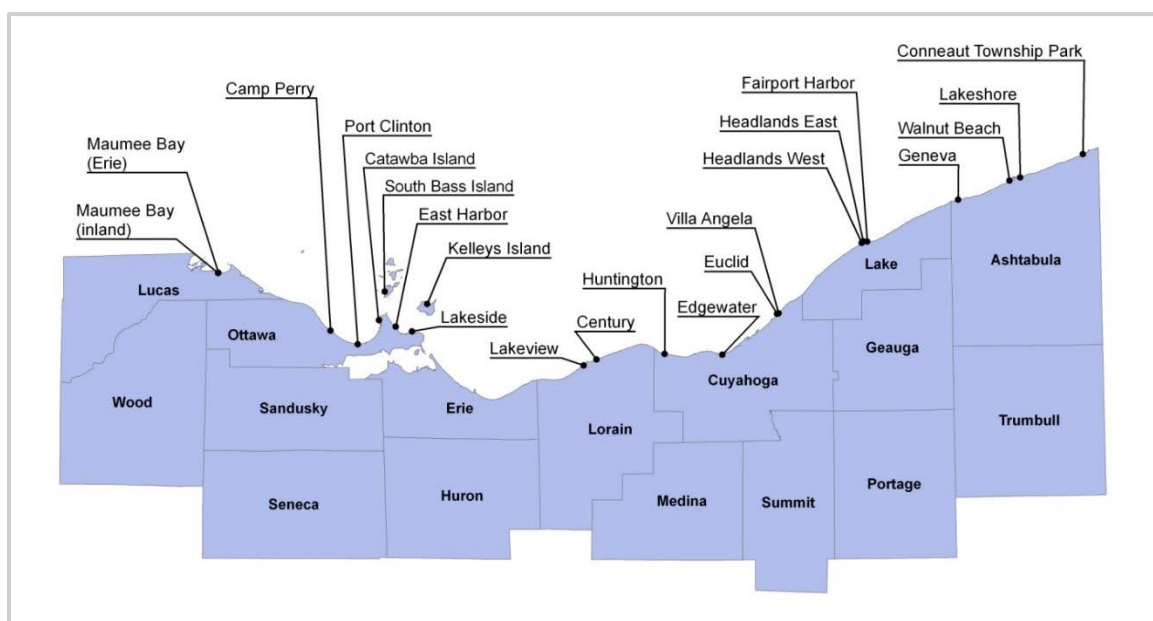 Conneaut Township Park
Fairport Harbor
Lakeshore
Camp Perry
Headlands East
Walnut Beach
Port Clinton
Maumee Bay
(Erie)
Catawba Island
Headlands West
Geneva
South Bass Island
Maumee Bay
(inland)
East Harbor
Villa Angela
Kelleys Island
Huntington
Euclid
Lake
Ashtabula
Lucas
Edgewater
Lakeside
Century
Ottawa
Lakeview
Geauga
Cuyahoga
Wood
Sandusky
Erie
Lorain
Trumbull
Seneca
Huron
Medina
Summit
Portage